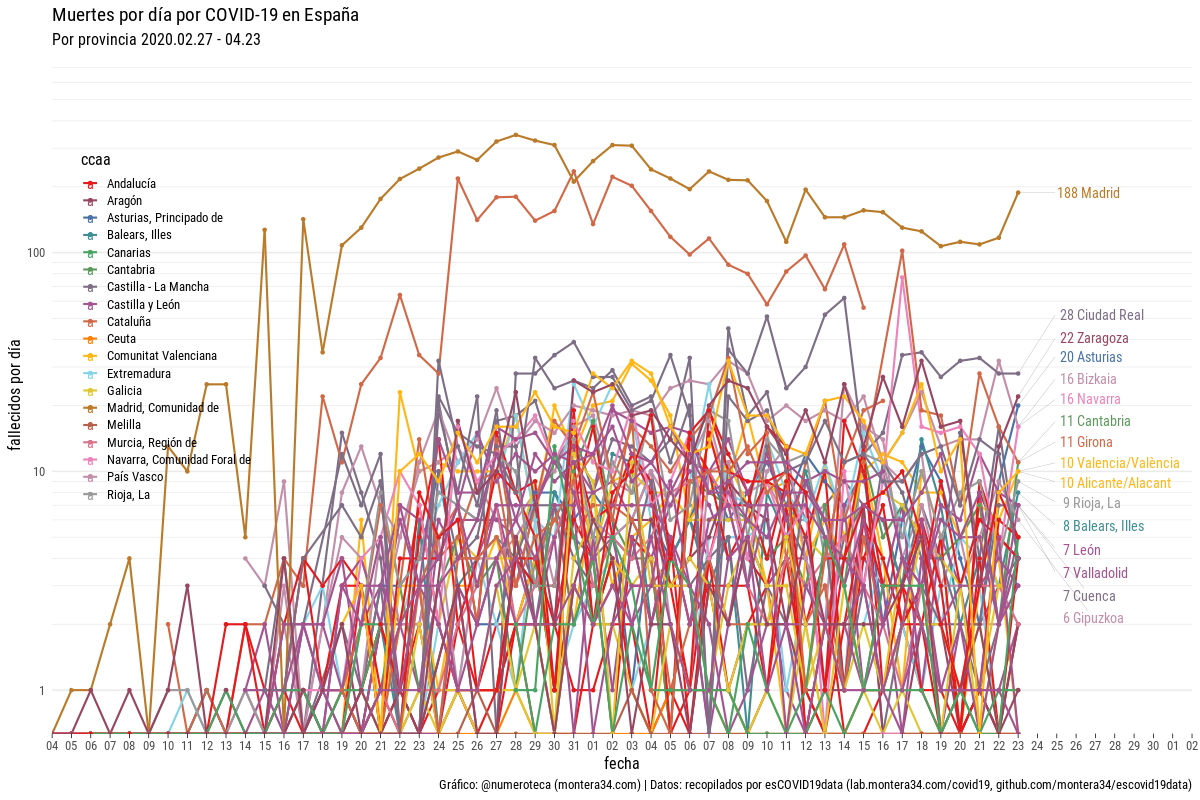 Muertes por día por COVID-19 en España
Por provincia 2020.02.27 - 04.23
fallecidos por día
100
10
1
ccaa
Andalucía
Aragón
Asturias, Principado de
Balears, Illes
Canarias
Cantabria
Castilla - La Mancha
Castilla y León
Cataluña
Ceuta
Comunitat Valenciana
Extremadura
Galicia
Madrid, Comunidad de
Melilla
Murcia, Región de
Navarra, Comunidad Foral de
País Vasco
Rioja, La
188 Madrid
28 Ciudad Real
22 Zaragoza
20 Asturias
16 Bizkaia
16 Navarra
11 Cantabria
11 Girona
10 Valencia/València
10 Alicante/Alacant
9 Rioja, La
8 Balears, Illes
7 León
7 Valladolid
7 Cuenca
6 Gipuzkoa
04 05 06 07 08 09 10 11 12 13 14 15 16 17 18 19 20 21 22 23 24 25 26 27 28 29 30 31 01 02 03 04 05 06 07 08 09 10 11 12 13 14 15 16 17 18 19 20 21 22 23 24 25 26 27 28 29 30 01 02
fecha
Gráfico: @numeroteca (montera34.com) | Datos: recopilados por esCOVID19data (lab.montera34.com/covid19, github.com/montera34/escovid19data)